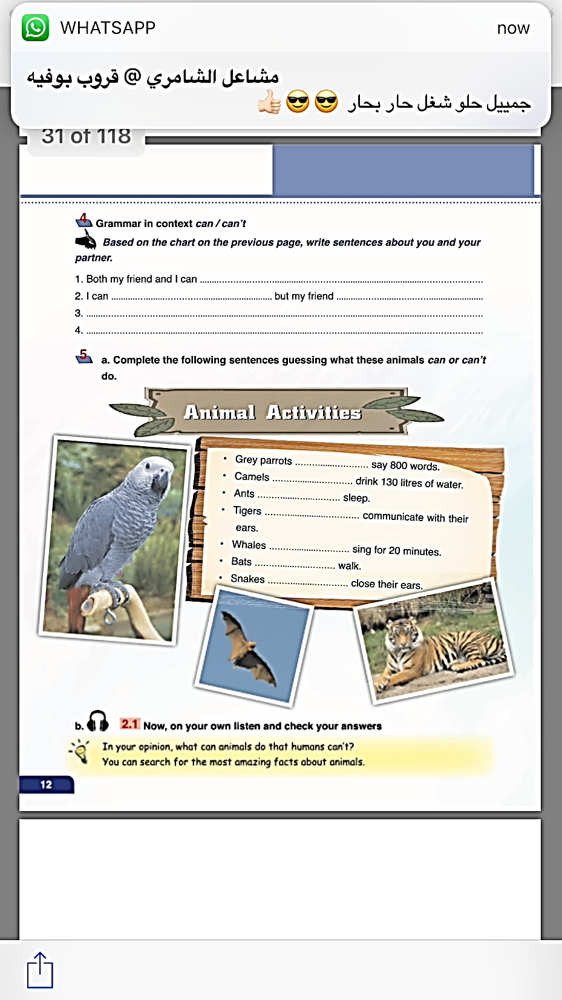 WHATSAPP
now
مشاعل الشامري @ قروب بوفيه
جمييل حلو شغل حار بحار 😎😎👍🏻
31 of 118
4 Grammar in context can / can't
Based on the chart on the previous page, write sentences about you and your
partner.
1. Both my friend and I can ........................................
2. I can ........................................ but my friend ........................................
3. ........................................
4. ........................................
5 a. Complete the following sentences guessing what these animals can or can't
do.
Animal Activities
• Grey parrots .......................... say 800 words.
• Camels ............................ drink 130 litres of water.
• Ants ............................ sleep.
• Tigers ................................ communicate with their
ears.
• Whales ............................ sing for 20 minutes.
• Bats ............................ walk.
• Snakes ............................ close their ears.
b. 2.1 Now, on your own listen and check your answers
In your opinion, what can animals do that humans can't?
You can search for the most amazing facts about animals.
12